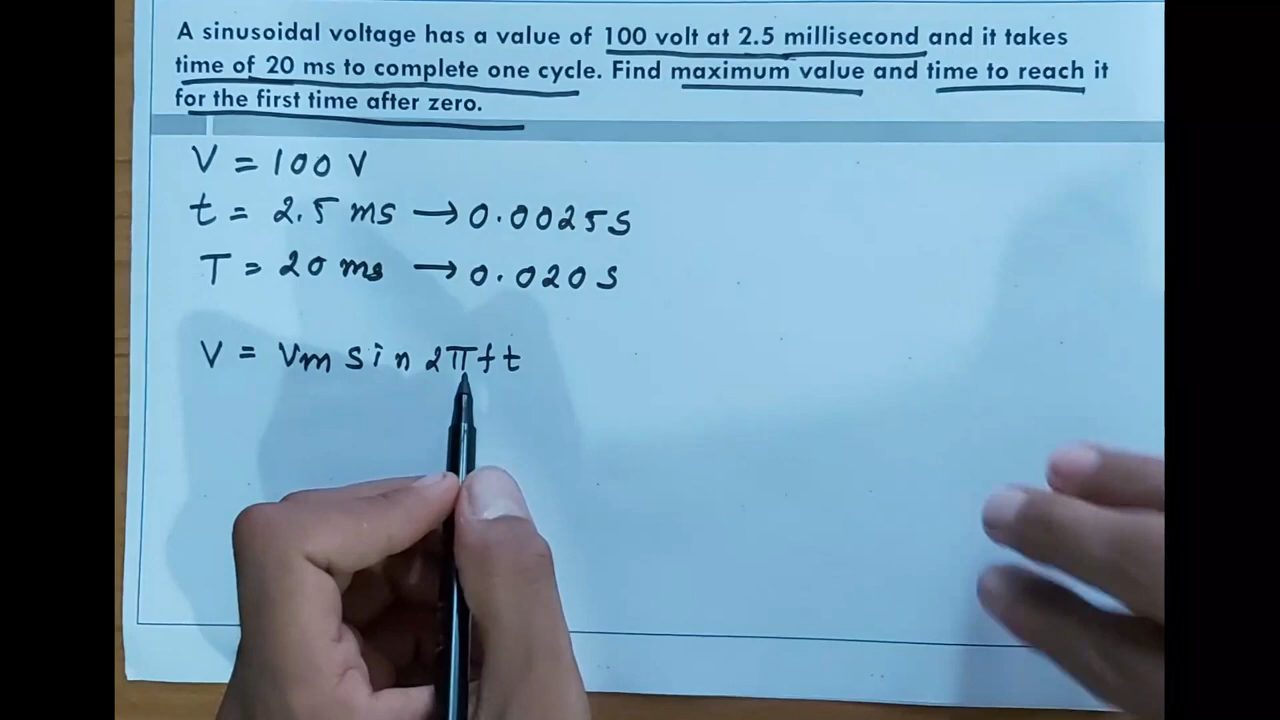 A sinusoidal voltage has a value of 100 volt at 2.5 millisecond and it takes
time of 20 ms to complete one cycle. Find maximum value and time to reach it
for the first time after zero.
V = 100 V
t = 2.5 ms → 0.0025 S
T = 20 ms → 0.020 S
V = Vm sin 2πft